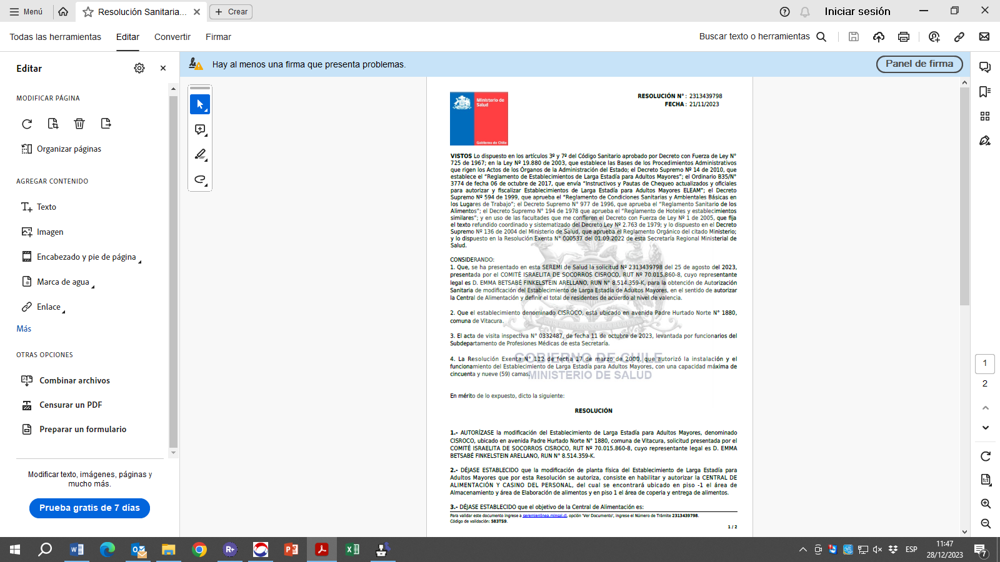 Menú
Resolución Sanitaria...
Crear
Iniciar sesión
Todas las herramientas
Editar
Convertir
Firmar
Buscar texto o herramientas
Editar
MODIFICAR PÁGINA
Organizar páginas
AGREGAR CONTENIDO
Texto
Imagen
Encabezado y pie de página
Marca de agua
Enlace
Más
OTRAS OPCIONES
Combinar archivos
Censurar un PDF
Preparar un formulario
Modificar texto, imágenes, páginas y
mucho más.
Prueba gratis de 7 días
Hay al menos una firma que presenta problemas.
Panel de firma
Ministerio de
Salud
Gobierno de Chile
RESOLUCIÓN N° : 2313439798
FECHA : 21/11/2023
VISTOS Lo dispuesto en los artículos 3º y 7º del Código Sanitario aprobado por Decreto con Fuerza de Ley N°
725 de 1967; en la Ley Nº 19.880 de 2003, que establece las Bases de los Procedimientos Administrativos
que rigen los Actos de los Órganos de la Administración del Estado; el Decreto Supremo Nº 14 de 2010, que
establece el “Reglamento de Establecimientos de Larga Estadía para Adultos Mayores”; el Ordinario B35/N°
3774 de fecha 06 de octubre de 2017, que envía “Instructivos y Pautas de Chequeo actualizados y oficiales
para autorizar y fiscalizar Establecimientos de Larga Estadía para Adultos Mayores ELEAM”; el Decreto
Supremo Nº 594 de 1999, que aprueba el “Reglamento de Condiciones Sanitarias y Ambientales Básicas en
los Lugares de Trabajo”; el Decreto Supremo N° 977 de 1996, que aprueba el “Reglamento Sanitario de los
Alimentos”; el Decreto Supremo N° 194 de 1978 que aprueba el “Reglamento de Hoteles y establecimientos
similares”; y en uso de las facultades que me confieren el Decreto con Fuerza de Ley Nº 1 de 2005, que fija
el texto refundido coordinado y sistematizado del Decreto Ley Nº 2.763 de 1979; y lo dispuesto en el Decreto
Supremo Nº 136 de 2004 del Ministerio de Salud, que aprueba el Reglamento Orgánico del citado Ministerio;
y lo dispuesto en la Resolución Exenta N° 000537 del 01.09.2022 de esta Secretaría Regional Ministerial de
Salud.
CONSIDERANDO:
1. Que, se ha presentado en esta SEREMI de Salud la solicitud Nº 2313439798 del 25 de agosto del 2023,
presentada por el COMITÉ ISRAELITA DE SOCORROS CISROCO, RUT Nº 70.015.860-8, cuyo representante
legal es D. EMMA BETSABÉ FINKELSTEIN ARELLANO, RUN N° 8.514.359-K, para la obtención de Autorización
Sanitaria de modificación del Establecimiento de Larga Estadía de Adultos Mayores, en el sentido de autorizar
la Central de Alimentación y definir el total de residentes de acuerdo al nivel de valencia.
2. Que el establecimiento denominado CISROCO, está ubicado en avenida Padre Hurtado Norte N° 1880,
comuna de Vitacura.
3. El acta de visita inspectiva N° 0332487, de fecha 11 de octubre de 2023, levantada por funcionarios del
Subdepartamento de Profesiones Médicas de esta Secretaría.
4. La Resolución Exenta N° 112 de fecha 17 de marzo de 2000, que autorizó la instalación y el
funcionamiento del Establecimiento de Larga Estadía para Adultos Mayores, con una capacidad máxima de
cincuenta y nueve (59) camas.
GOBIERNO DE CHILE
MINISTERIO DE SALUD
En mérito de lo expuesto, dicto la siguiente:
RESOLUCIÓN
1.- AUTORÍZASE la modificación del Establecimiento de Larga Estadía para Adultos Mayores, denominado
CISROCO, ubicado en avenida Padre Hurtado Norte N° 1880, comuna de Vitacura, solicitud presentada por el
COMITÉ ISRAELITA DE SOCORROS CISROCO, RUT Nº 70.015.860-8, cuyo representante legal es D. EMMA
BETSABÉ FINKELSTEIN ARELLANO, RUN N° 8.514.359-K.
2.- DÉJASE ESTABLECIDO que la modificación de planta física del Establecimiento de Larga Estadía para
Adultos Mayores que por esta Resolución se autoriza, consiste en habilitar y autorizar la CENTRAL DE
ALIMENTACIÓN Y CASINO DEL PERSONAL, del cual se encontrará ubicado en piso -1 el área de
Almacenamiento y área de Elaboración de alimentos y en piso 1 el área de coperia y entrega de alimentos.
3.- DÉJASE ESTABLECIDO que el objetivo de la Central de Alimentación es:
Para validar este documento ingrese a seremienlinea.minsal.cl, opción 'Ver Documento', ingrese el Número de Trámite 2313439798.
Código de validación: 583T59.
1 / 2
1
2
ESP
11:47
28/12/2023
7